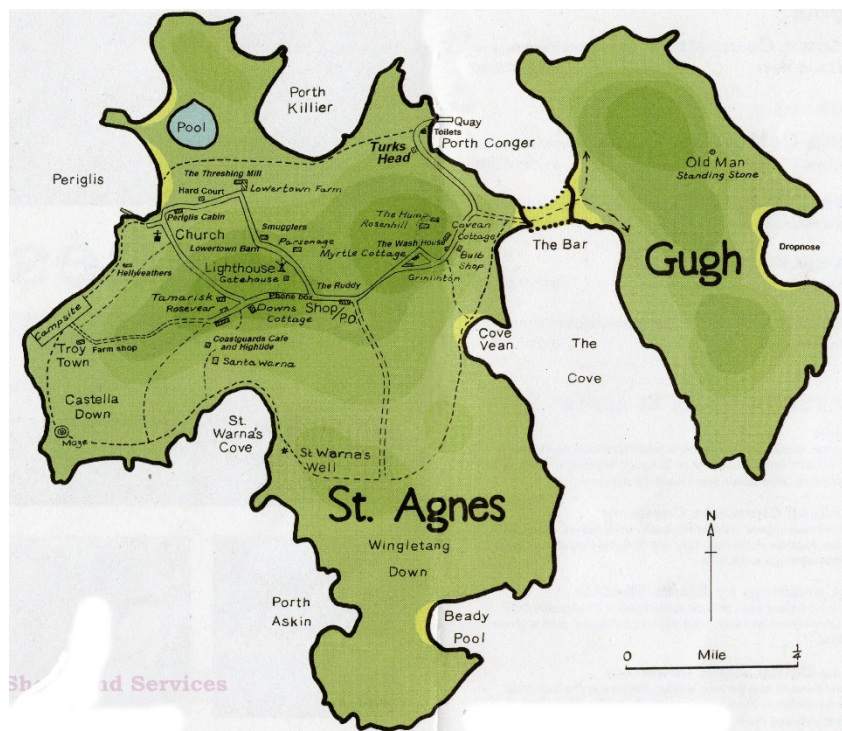 Porth
Killier
Pool
Quay
Toilets
Turks
Head
Porth Conger
Periglis
The Threshing Mill
Lowertown Farm
Hard Court
Periglis Cabin
Church
Smugglers
Lowertown Barn
Parsonage
The Hump
Rosenhill
Covean
Cottage
The Wash House
Myrtle Cottage
Bulb
Shop
Grinlinton
The Bar
Old Man
Standing Stone
Dropnose
Gugh
Hellyweathers
Lighthouse
Gatehouse
The Ruddy
Tamarisk
Rosevear
Phone box
Downs
Cottage
Shop
P.O.
Campsite
Troy
Town
Farm shop
Coastguards Cafe
and Hightide
Santa Warna
Cove
Vean
The
Cove
Castella
Down
Maze
St.
Warna's
Cove
St Warna's
Well
St. Agnes
Wingletang
Down
Porth
Askin
Beady
Pool
N
0 Mile 1/4
nd Services